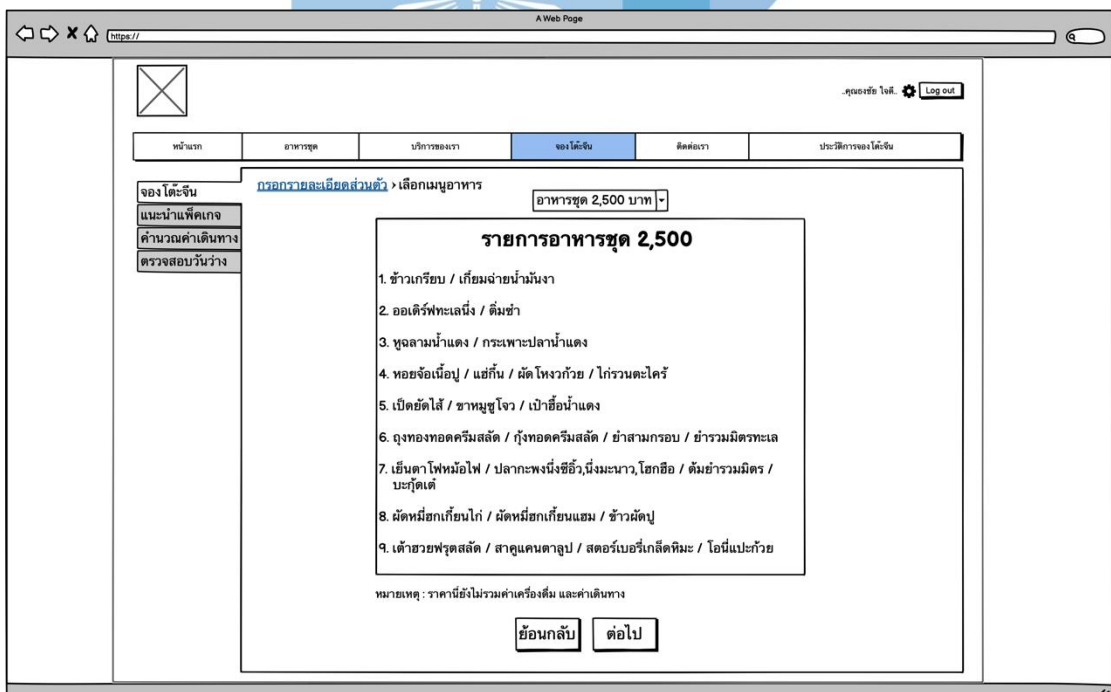 A Web Page
https://
..คุณธงชัย ใจดี.. Log out
หน้าแรก อาหารชุด บริการของเรา จองโต๊ะจีน ติดต่อเรา ประวัติการจองโต๊ะจีน
จองโต๊ะจีน
แนะนำแพ็คเกจ
คำนวณค่าเดินทาง
ตรวจสอบวันว่าง
กรอกรายละเอียดส่วนตัว › เลือกเมนูอาหาร
อาหารชุด 2,500 บาท
รายการอาหารชุด 2,500
1. ข้าวเกรียบ / เกี้ยมฉ่ายน้ำมันงา
2. ออเดิร์ฟทะเลนึ่ง / ติ่มซำ
3. หูฉลามน้ำแดง / กระเพาะปลาน้ำแดง
4. หอยจ้อเนื้อปู / แฮ่กึ้น / ผัดโหงวก้วย / ไก่รวนตะไคร้
5. เป็ดยัดไส้ / ขาหมูซูโจว / เป๋าฮื้อน้ำแดง
6. ถุงทองทอดครีมสลัด / กุ้งทอดครีมสลัด / ยำสามกรอบ / ยำรวมมิตรทะเล
7. เย็นตาโฟหม้อไฟ / ปลากะพงนึ่งซีอิ้ว,นึ่งมะนาว,โฮกฮือ / ต้มยำรวมมิตร /
บะกุ้ดเต๋
8. ผัดหมี่ฮกเกี้ยนไก่ / ผัดหมี่ฮกเกี้ยนแฮม / ข้าวผัดปู
9. เต้าฮวยฟรุตสลัด / สาคูแคนตาลูป / สตอร์เบอรี่เกล็ดหิมะ / โอนี่แปะก้วย
หมายเหตุ : ราคานี่ยังไม่รวมค่าเครื่องดื่ม และค่าเดินทาง
ย้อนกลับ ต่อไป